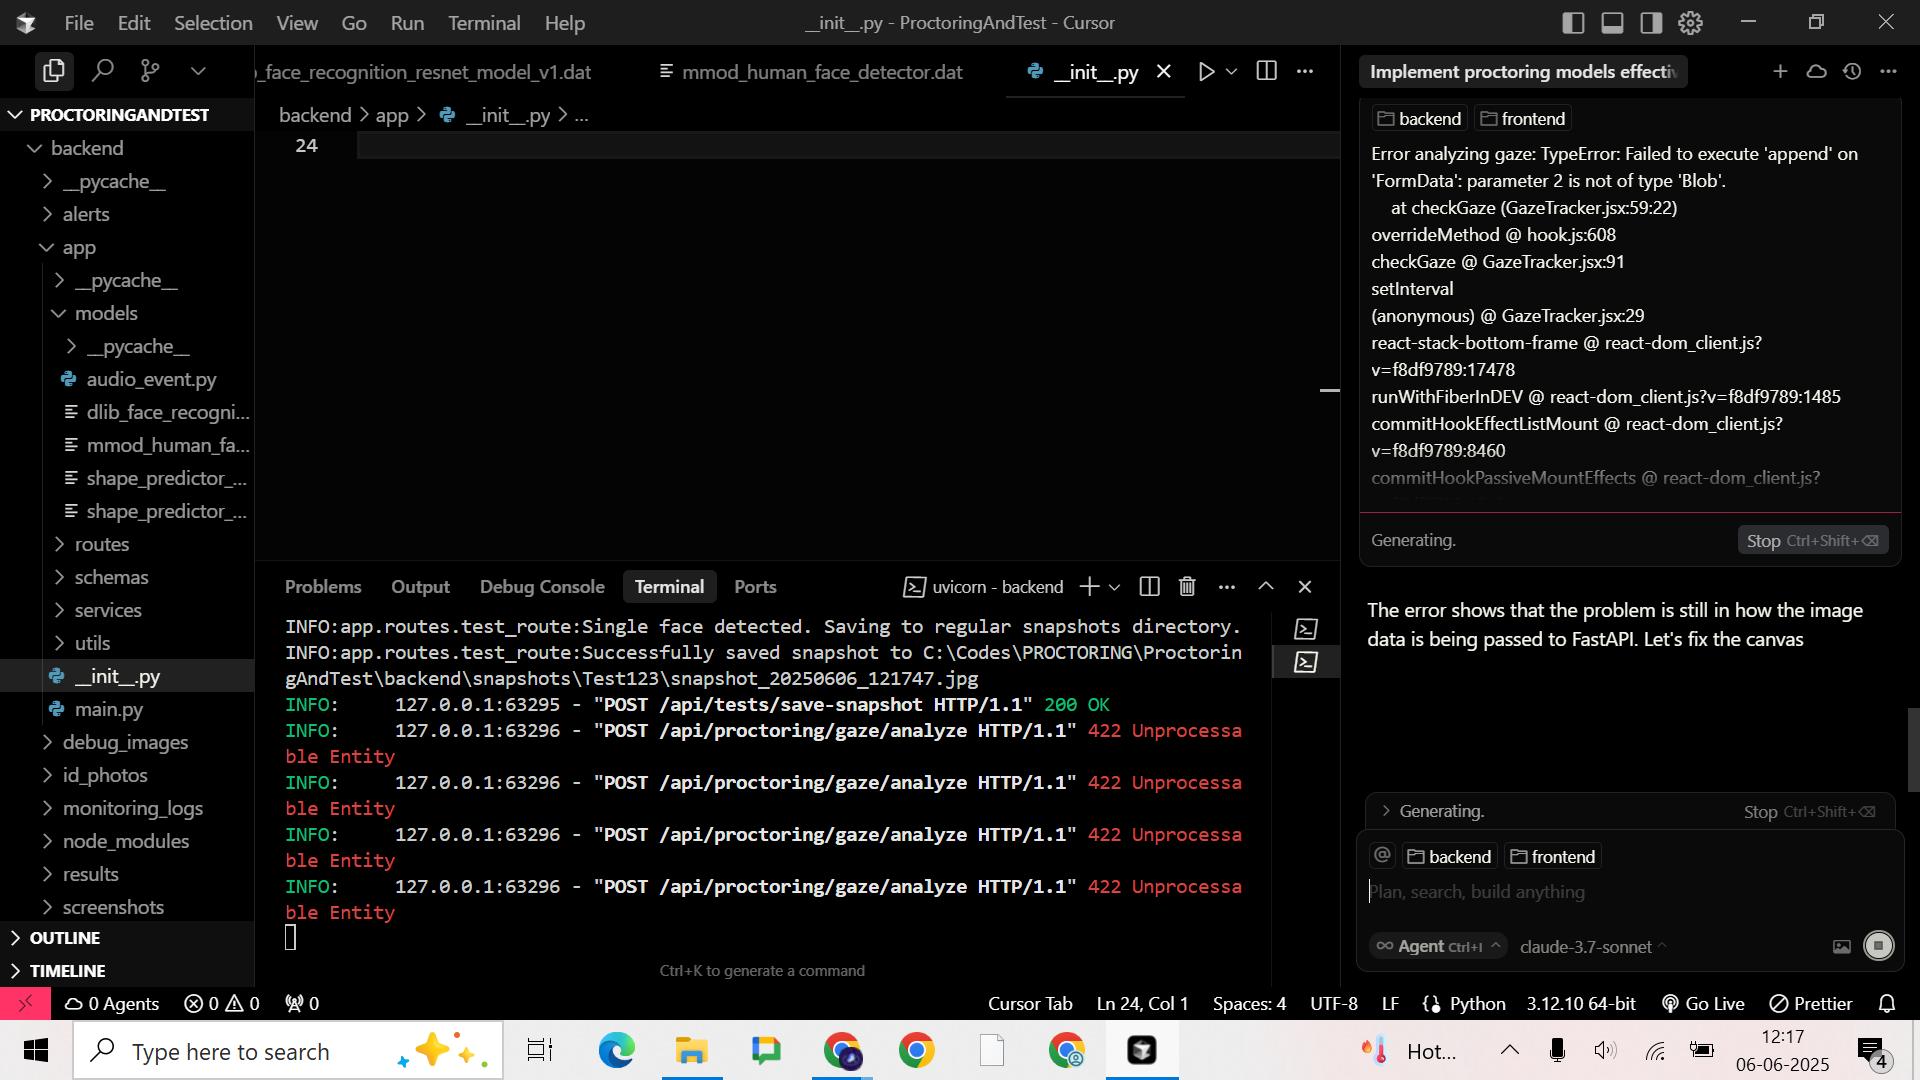 File Edit Selection View Go Run Terminal Help
__init__.py - ProctoringAndTest - Cursor
_face_recognition_resnet_model_v1.dat
mmod_human_face_detector.dat
__init__.py
PROCTORINGANDTEST
backend
__pycache__
alerts
app
__pycache__
models
__pycache__
audio_event.py
dlib_face_recogni...
mmod_human_fa...
shape_predictor_...
shape_predictor_...
routes
schemas
services
utils
__init__.py
main.py
debug_images
id_photos
monitoring_logs
node_modules
results
screenshots
OUTLINE
TIMELINE
backend > app > __init__.py > ...
24
Problems Output Debug Console Terminal Ports
uvicorn - backend
INFO:app.routes.test_route:Single face detected. Saving to regular snapshots directory.
INFO:app.routes.test_route:Successfully saved snapshot to C:\Codes\PROCTORING\Proctorin
gAndTest\backend\snapshots\Test123\snapshot_20250606_121747.jpg
INFO: 127.0.0.1:63295 - "POST /api/tests/save-snapshot HTTP/1.1" 200 OK
INFO: 127.0.0.1:63296 - "POST /api/proctoring/gaze/analyze HTTP/1.1" 422 Unprocessa
ble Entity
INFO: 127.0.0.1:63296 - "POST /api/proctoring/gaze/analyze HTTP/1.1" 422 Unprocessa
ble Entity
INFO: 127.0.0.1:63296 - "POST /api/proctoring/gaze/analyze HTTP/1.1" 422 Unprocessa
ble Entity
INFO: 127.0.0.1:63296 - "POST /api/proctoring/gaze/analyze HTTP/1.1" 422 Unprocessa
ble Entity
Ctrl+K to generate a command
Implement proctoring models effecti
backend frontend
Error analyzing gaze: TypeError: Failed to execute 'append' on
'FormData': parameter 2 is not of type 'Blob'.
at checkGaze (GazeTracker.jsx:59:22)
overrideMethod @ hook.js:608
checkGaze @ GazeTracker.jsx:91
setInterval
(anonymous) @ GazeTracker.jsx:29
react-stack-bottom-frame @ react-dom_client.js?
v=f8df9789:17478
runWithFiberInDEV @ react-dom_client.js?v=f8df9789:1485
commitHookEffectListMount @ react-dom_client.js?
v=f8df9789:8460
commitHookPassiveMountEffects @ react-dom_client.js?
Generating. Stop Ctrl+Shift+⌫
The error shows that the problem is still in how the image
data is being passed to FastAPI. Let's fix the canvas
Generating. Stop Ctrl+Shift+⌫
@ backend frontend
Plan, search, build anything
Agent Ctrl+I claude-3.7-sonnet
0 Agents 0 0 0
Cursor Tab Ln 24, Col 1 Spaces: 4 UTF-8 LF Python 3.12.10 64-bit Go Live Prettier
Type here to search
Hot...
12:17
06-06-2025
4